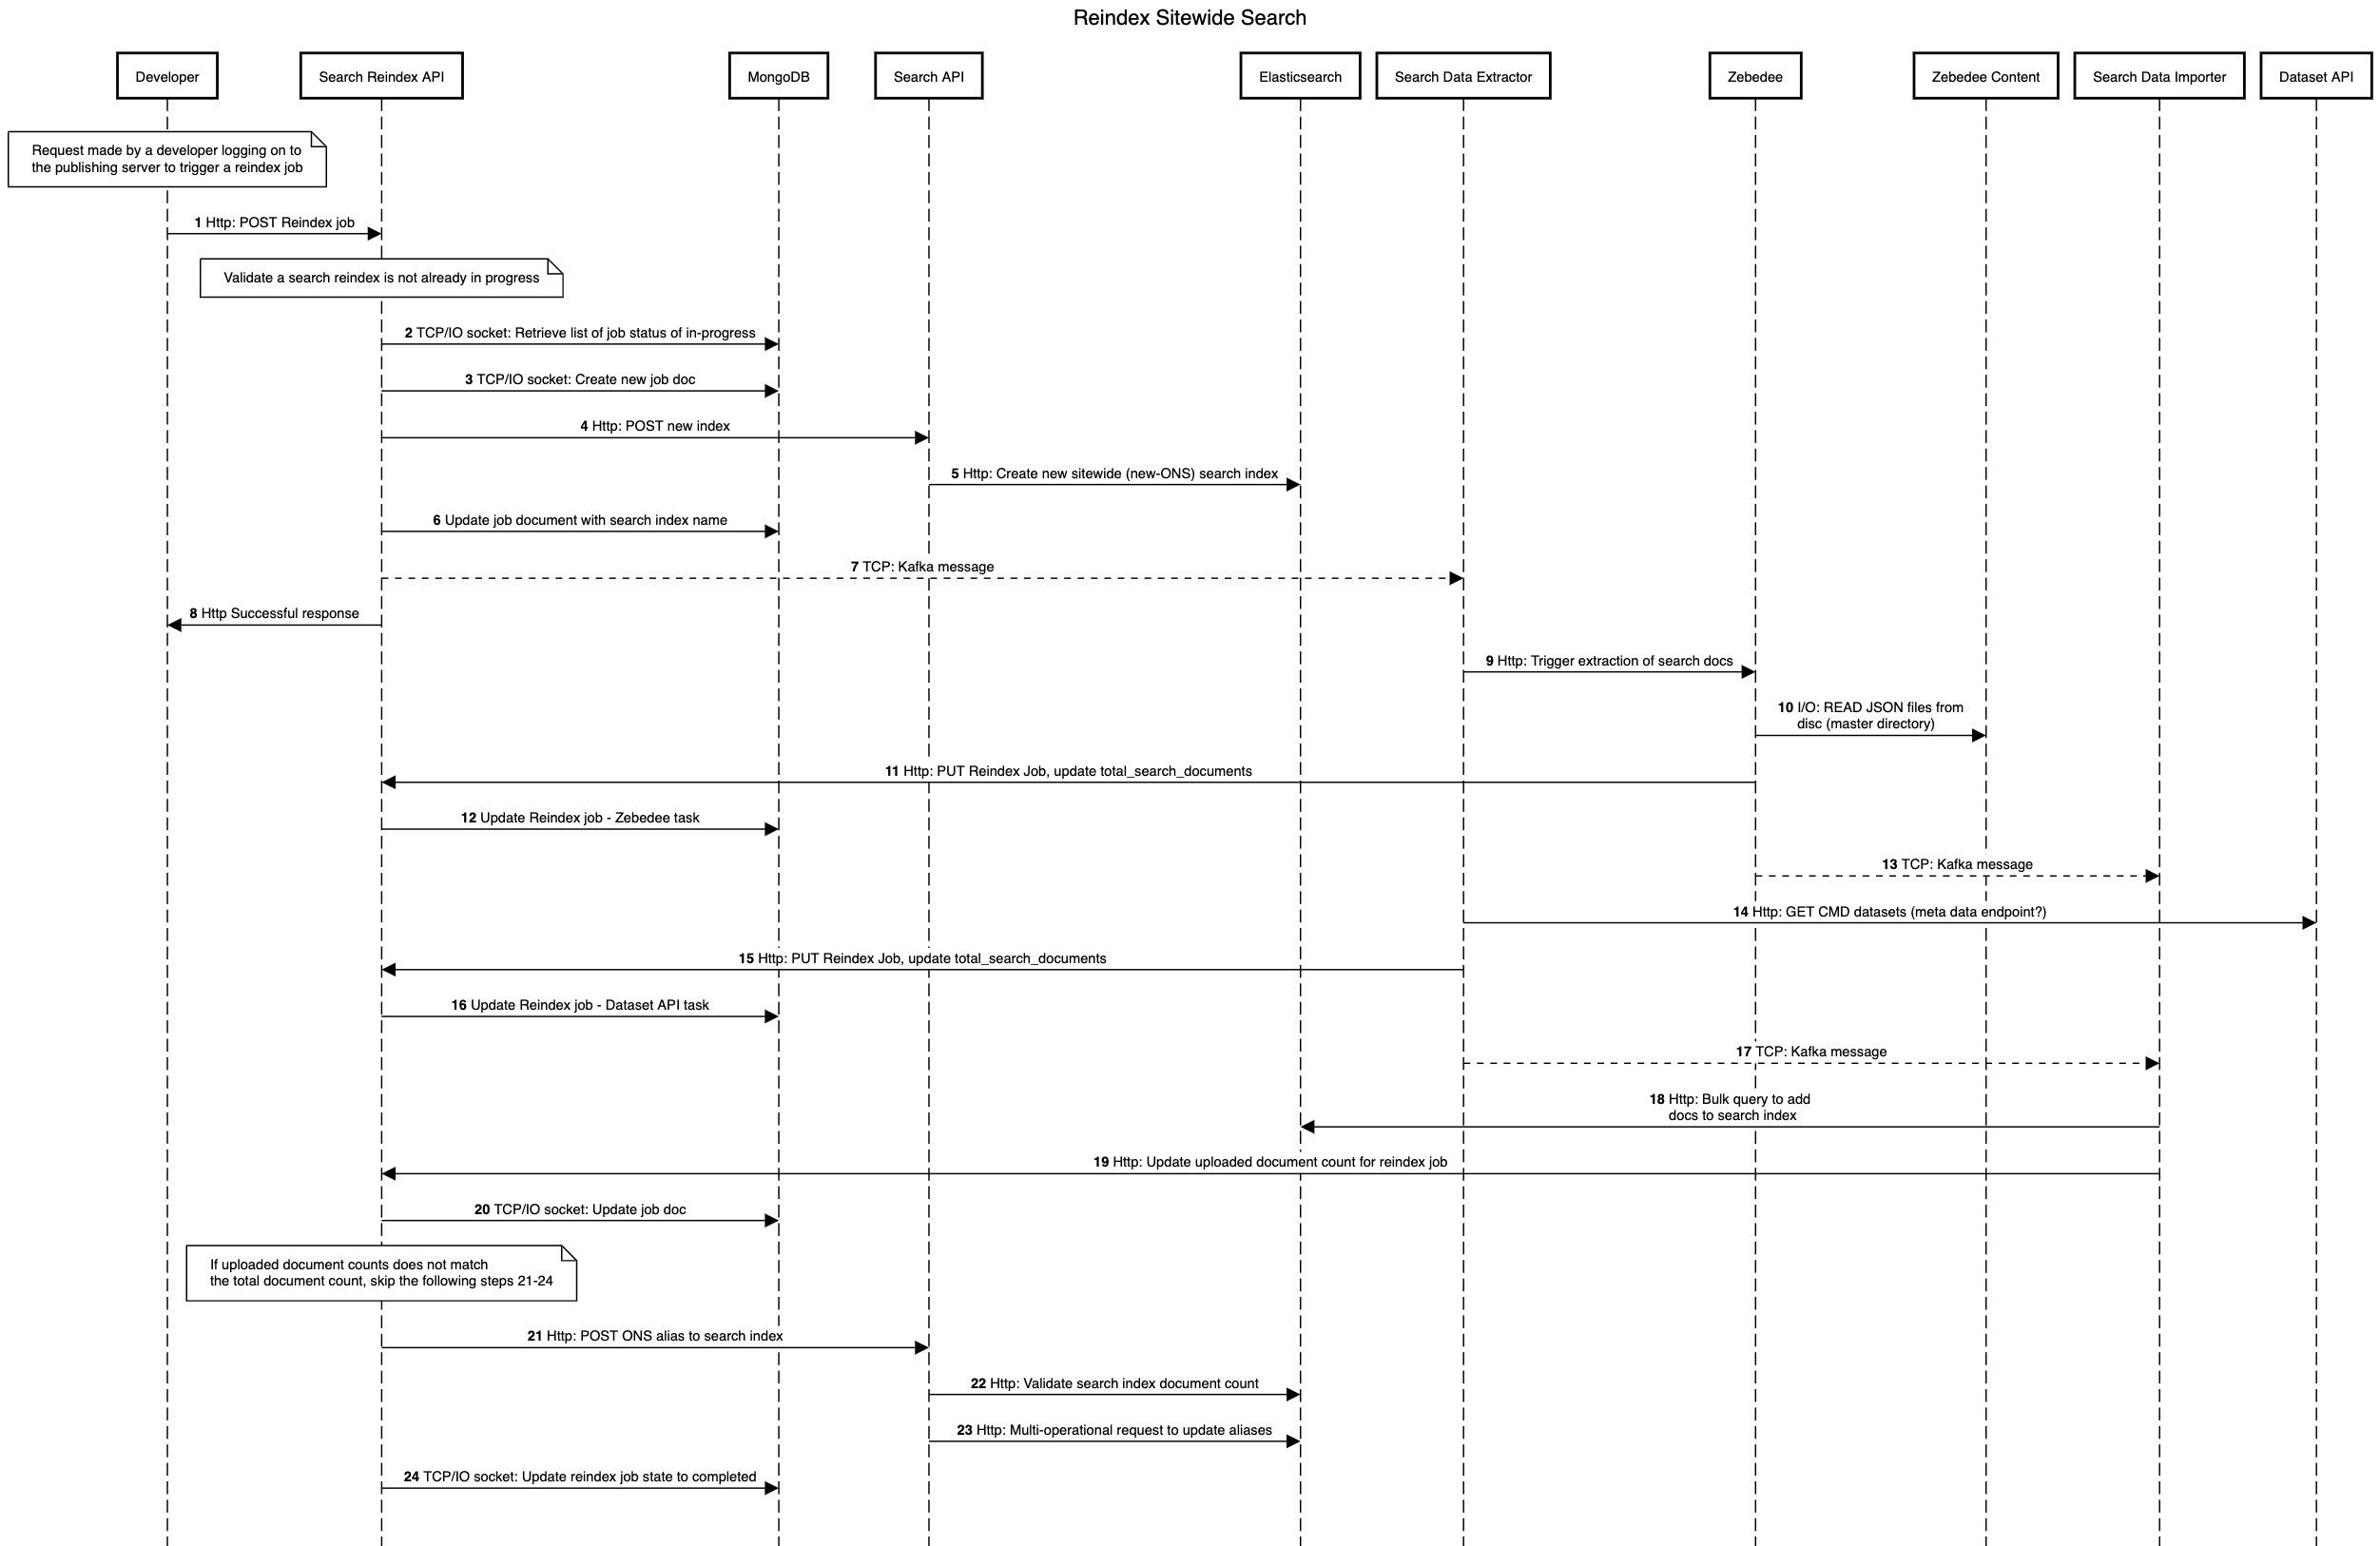 Reindex Sitewide Search
Developer
Search Reindex API
MongoDB
Search API
Elasticsearch
Search Data Extractor
Zebedee
Zebedee Content
Search Data Importer
Dataset API
Request made by a developer logging on to
the publishing server to trigger a reindex job
1 Http: POST Reindex job
Validate a search reindex is not already in progress
2 TCP/IO socket: Retrieve list of job status of in-progress
3 TCP/IO socket: Create new job doc
4 Http: POST new index
5 Http: Create new sitewide (new-ONS) search index
6 Update job document with search index name
7 TCP: Kafka message
8 Http Successful response
9 Http: Trigger extraction of search docs
10 I/O: READ JSON files from
disc (master directory)
11 Http: PUT Reindex Job, update total_search_documents
12 Update Reindex job - Zebedee task
13 TCP: Kafka message
14 Http: GET CMD datasets (meta data endpoint?)
15 Http: PUT Reindex Job, update total_search_documents
16 Update Reindex job - Dataset API task
17 TCP: Kafka message
18 Http: Bulk query to add
docs to search index
19 Http: Update uploaded document count for reindex job
20 TCP/IO socket: Update job doc
If uploaded document counts does not match
the total document count, skip the following steps 21-24
21 Http: POST ONS alias to search index
22 Http: Validate search index document count
23 Http: Multi-operational request to update aliases
24 TCP/IO socket: Update reindex job state to completed